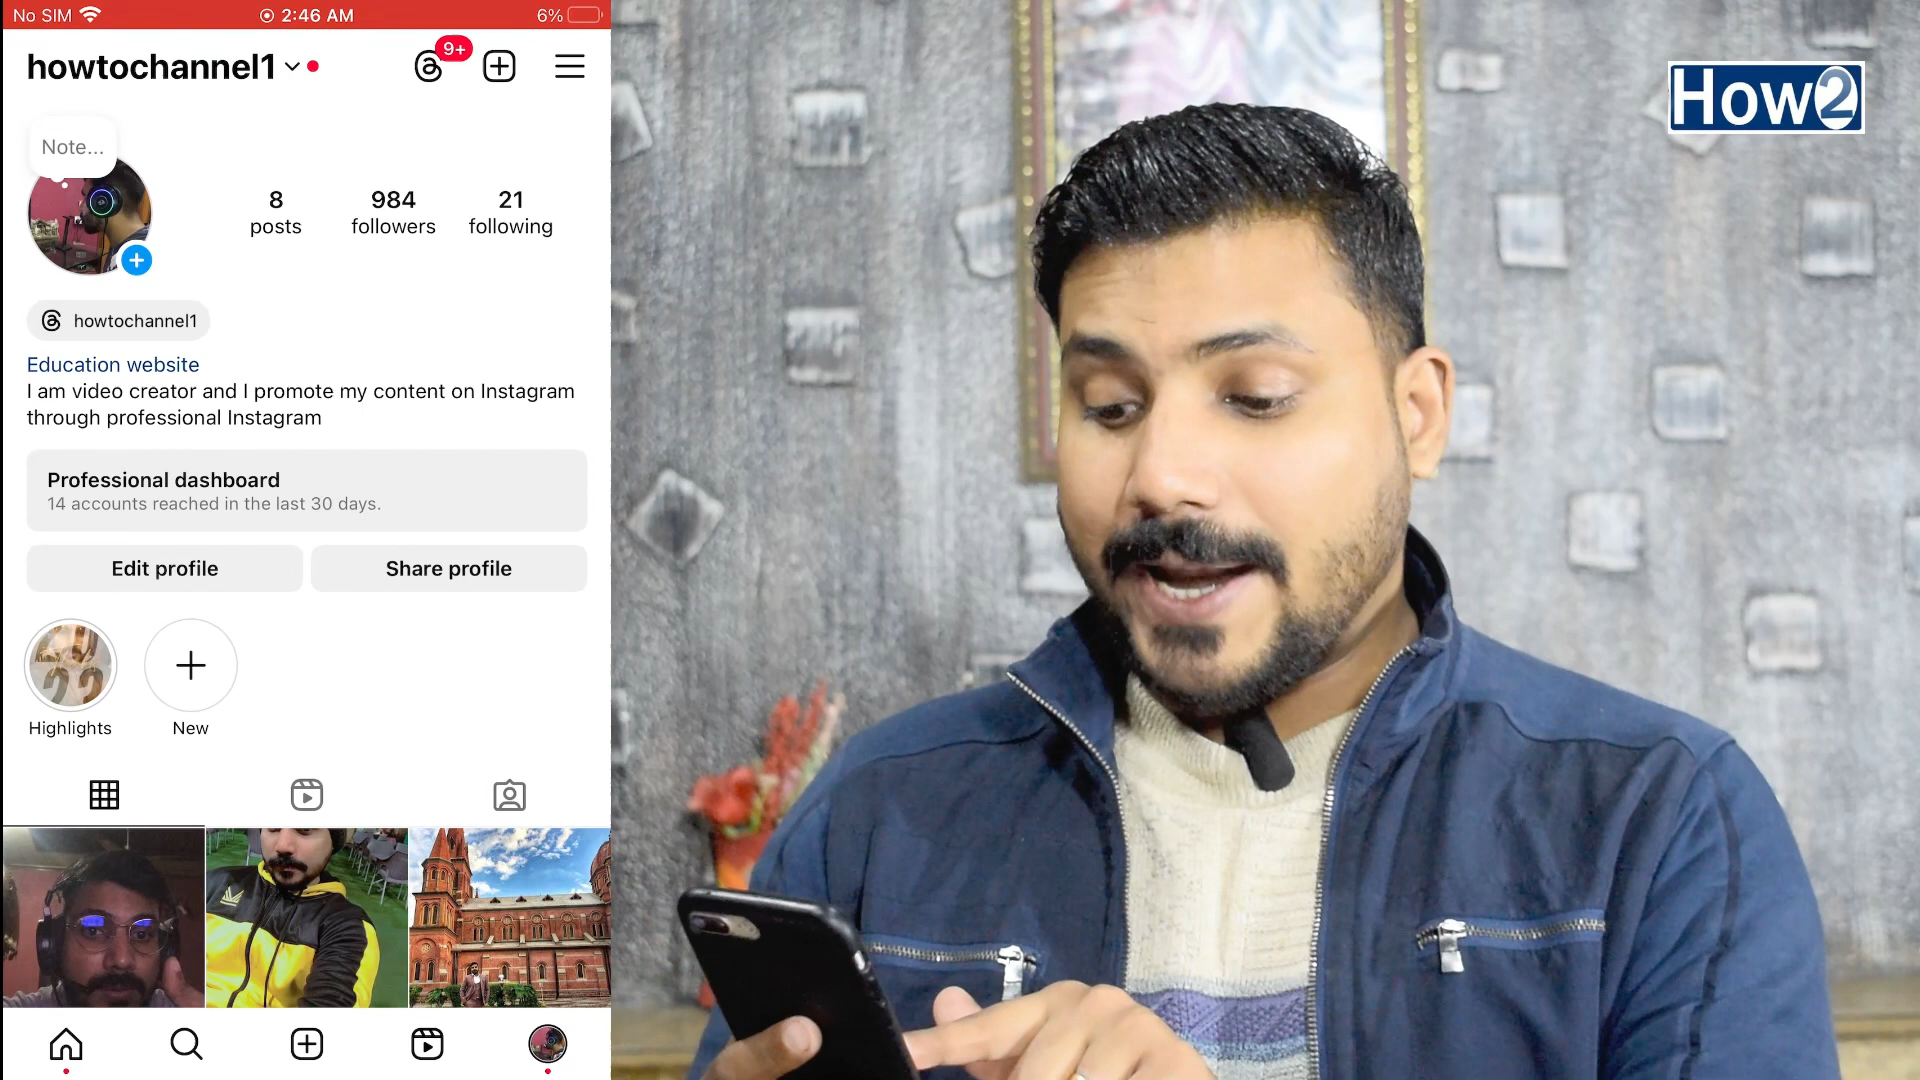 No SIM 2:46 AM 6%
howtochannel1 9+
Note...
8 984 21
posts followers following
howtochannel1
Education website
I am video creator and I promote my content on Instagram
through professional Instagram
Professional dashboard
14 accounts reached in the last 30 days.
Edit profile Share profile
Highlights New
How2